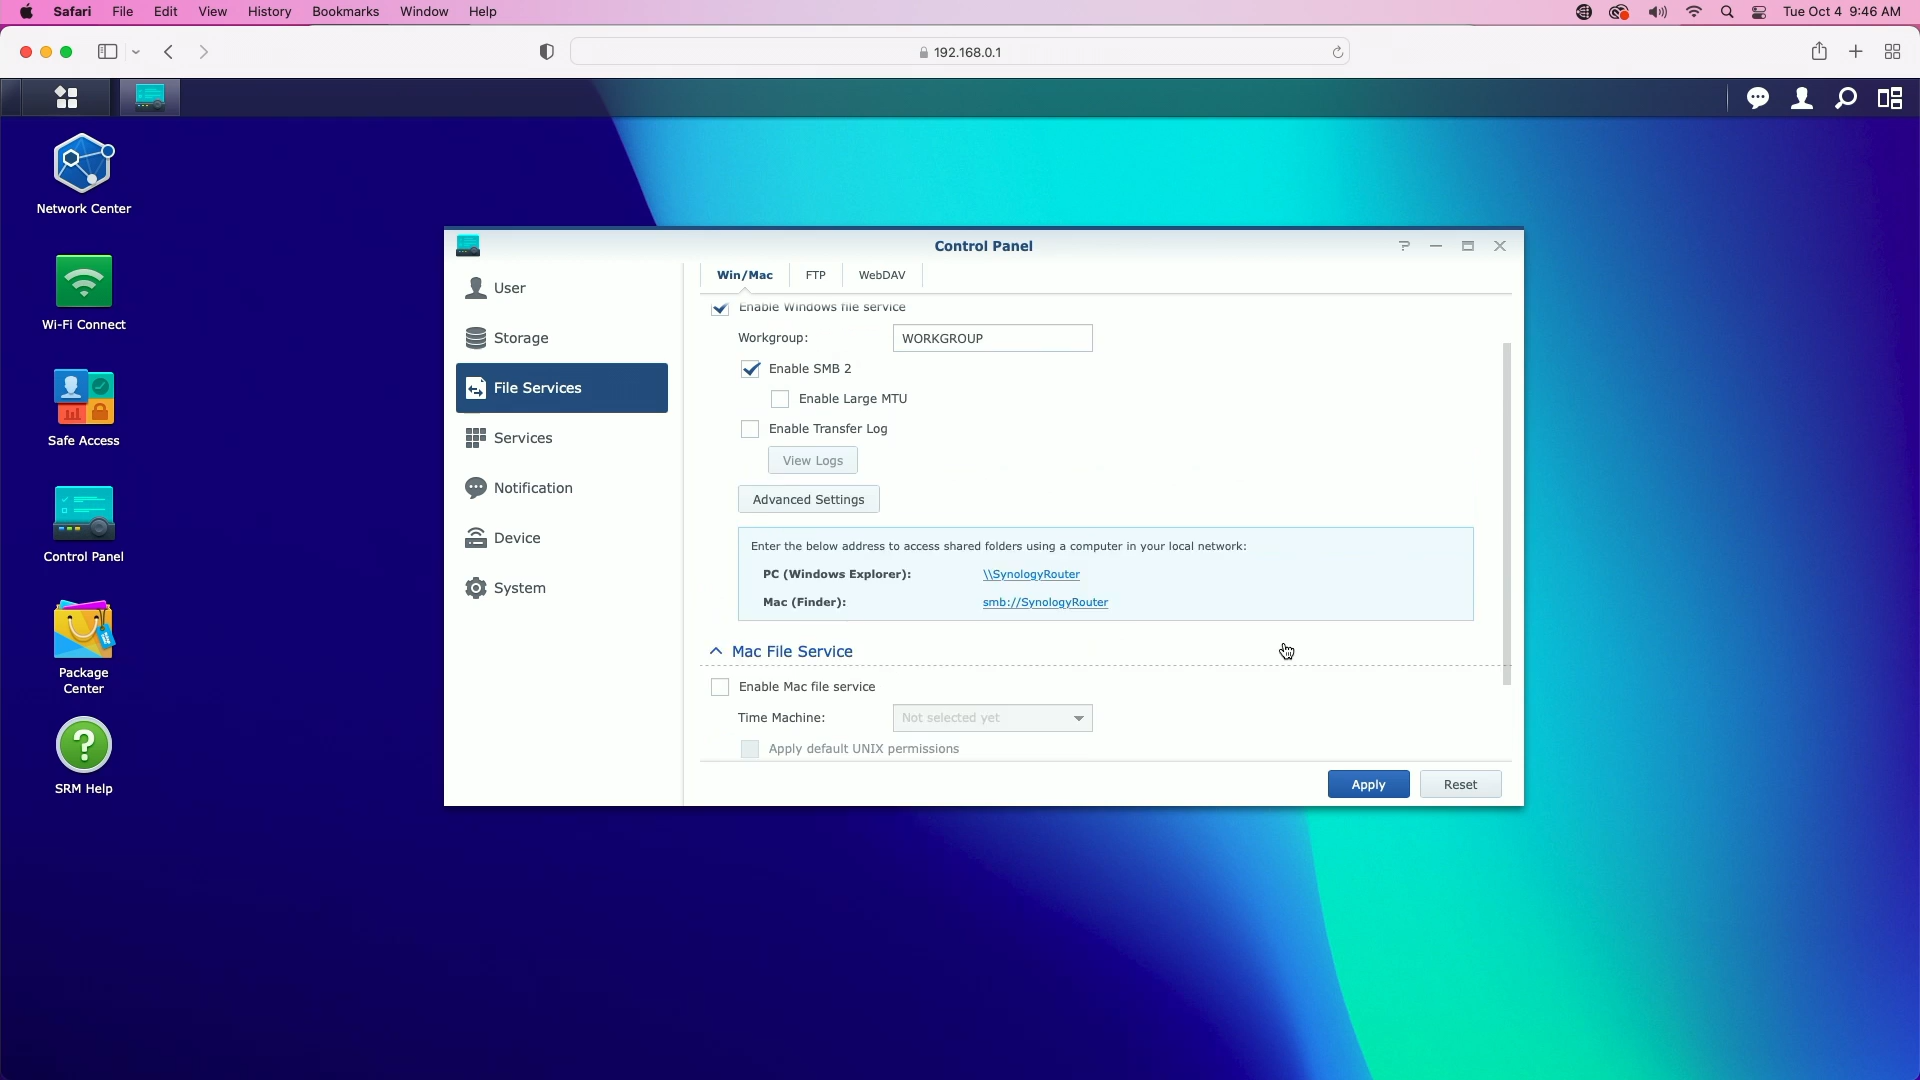 Safari File Edit View History Bookmarks Window Help Tue Oct 4 9:46 AM
192.168.0.1
Network Center
Wi-Fi Connect
Safe Access
Control Panel
Package
Center
SRM Help
Control Panel
User
Storage
File Services
Services
Notification
Device
System
Win/Mac FTP WebDAV
Enable Windows file service
Workgroup: WORKGROUP
Enable SMB 2
Enable Large MTU
Enable Transfer Log
View Logs
Advanced Settings
Enter the below address to access shared folders using a computer in your local network:
PC (Windows Explorer): \\SynologyRouter
Mac (Finder): smb://SynologyRouter
Mac File Service
Enable Mac file service
Time Machine: Not selected yet
Apply default UNIX permissions
Apply Reset